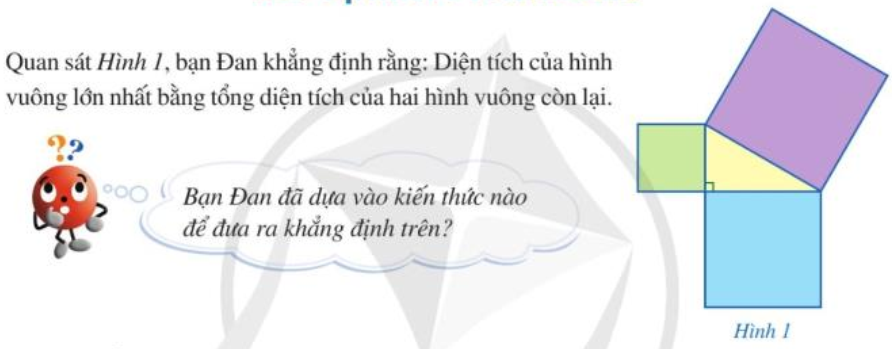 Quan sát Hình 1, bạn Đan khẳng định rằng: Diện tích của hình
vuông lớn nhất bằng tổng diện tích của hai hình vuông còn lại.
??
Bạn Đan đã dựa vào kiến thức nào
để đưa ra khẳng định trên?
Hình 1